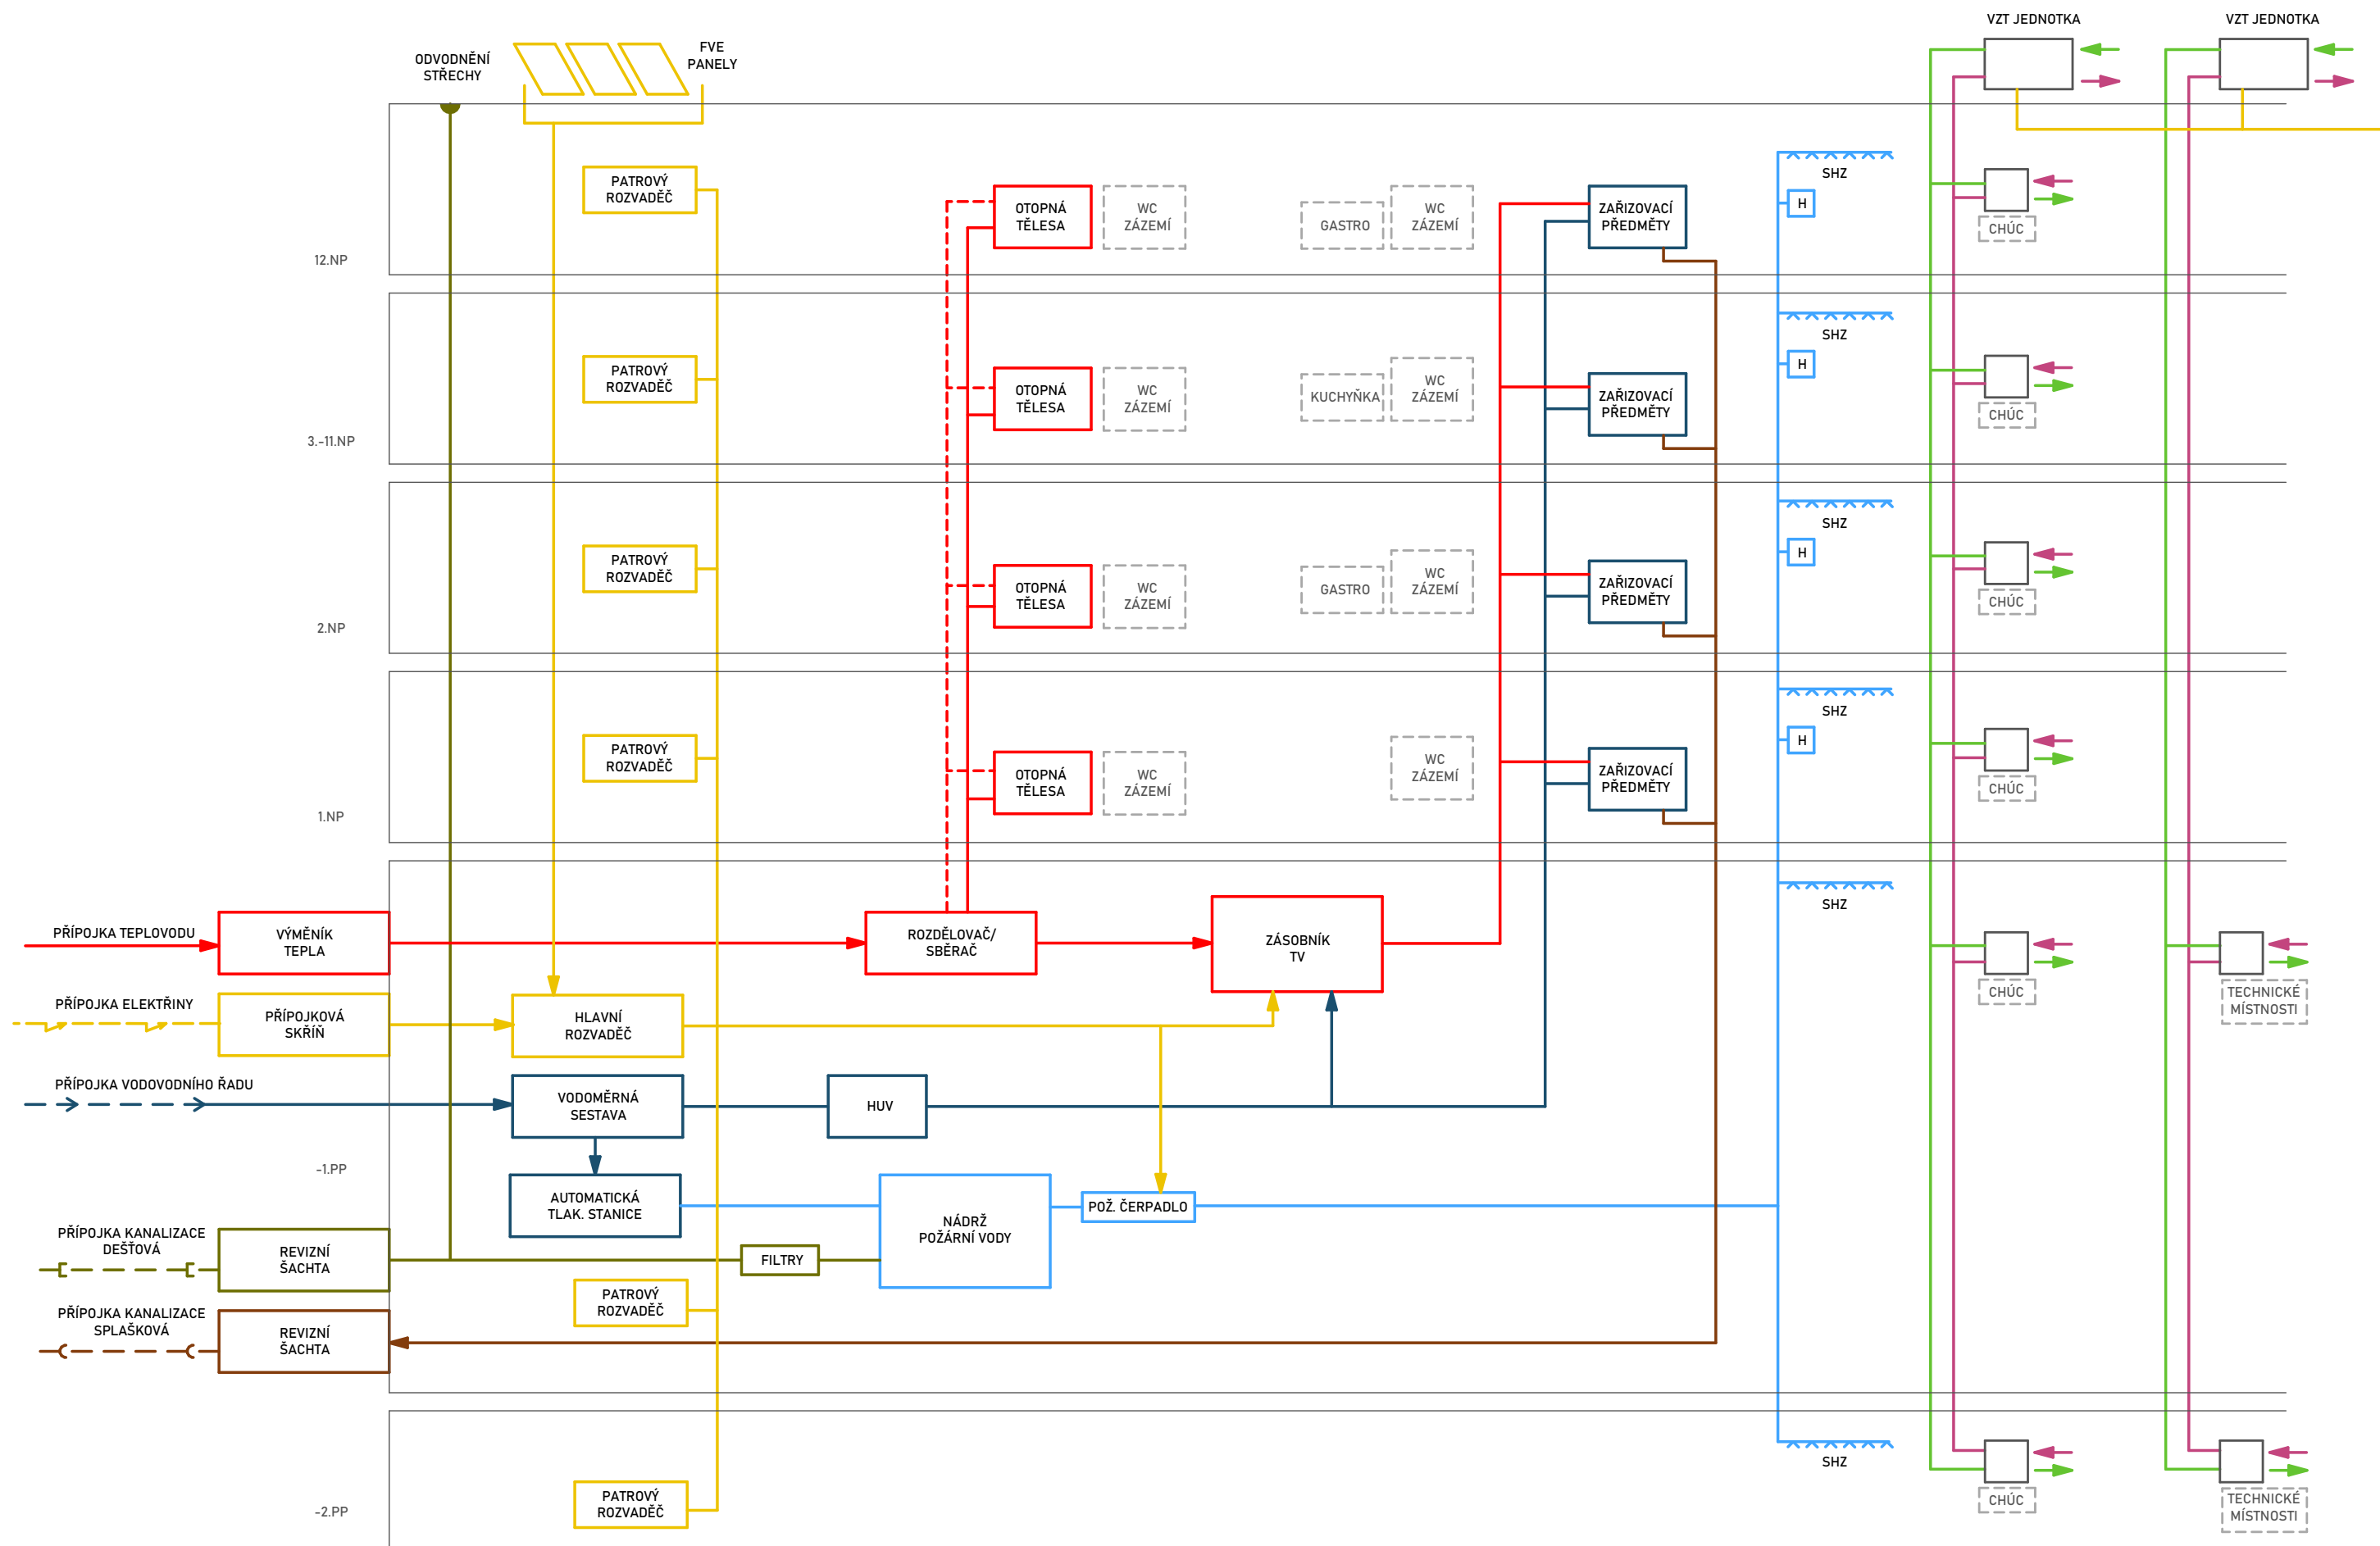 VZT JEDNOTKA
VZT JEDNOTKA
ODVODNĚNÍ
STŘECHY
FVE
PANELY
PATROVÝ
ROZVADĚČ
OTOPNÁ
TĚLESA
WC
ZÁZEMÍ
GASTRO
WC
ZÁZEMÍ
ZAŘIZOVACÍ
PŘEDMĚTY
SHZ
H
CHÚC
12.NP
PATROVÝ
ROZVADĚČ
OTOPNÁ
TĚLESA
WC
ZÁZEMÍ
KUCHYŇKA
WC
ZÁZEMÍ
ZAŘIZOVACÍ
PŘEDMĚTY
SHZ
H
CHÚC
3.-11.NP
PATROVÝ
ROZVADĚČ
OTOPNÁ
TĚLESA
WC
ZÁZEMÍ
GASTRO
WC
ZÁZEMÍ
ZAŘIZOVACÍ
PŘEDMĚTY
SHZ
H
CHÚC
2.NP
PATROVÝ
ROZVADĚČ
OTOPNÁ
TĚLESA
WC
ZÁZEMÍ
WC
ZÁZEMÍ
ZAŘIZOVACÍ
PŘEDMĚTY
SHZ
H
CHÚC
1.NP
PŘÍPOJKA TEPLOVODU
VÝMĚNÍK
TEPLA
ROZDĚLOVAČ/
SBĚRAČ
ZÁSOBNÍK
TV
SHZ
CHÚC
TECHNICKÉ
MÍSTNOSTI
PŘÍPOJKA ELEKTŘINY
PŘÍPOJKOVÁ
SKŘÍŇ
HLAVNÍ
ROZVADĚČ
PŘÍPOJKA VODOVODNÍHO ŘADU
VODOMĚRNÁ
SESTAVA
HUV
-1.PP
AUTOMATICKÁ
TLAK. STANICE
NÁDRŽ
POŽÁRNÍ VODY
POŽ. ČERPADLO
PŘÍPOJKA KANALIZACE
DEŠŤOVÁ
REVIZNÍ
ŠACHTA
FILTRY
PATROVÝ
ROZVADĚČ
PŘÍPOJKA KANALIZACE
SPLAŠKOVÁ
REVIZNÍ
ŠACHTA
SHZ
CHÚC
TECHNICKÉ
MÍSTNOSTI
PATROVÝ
ROZVADĚČ
-2.PP